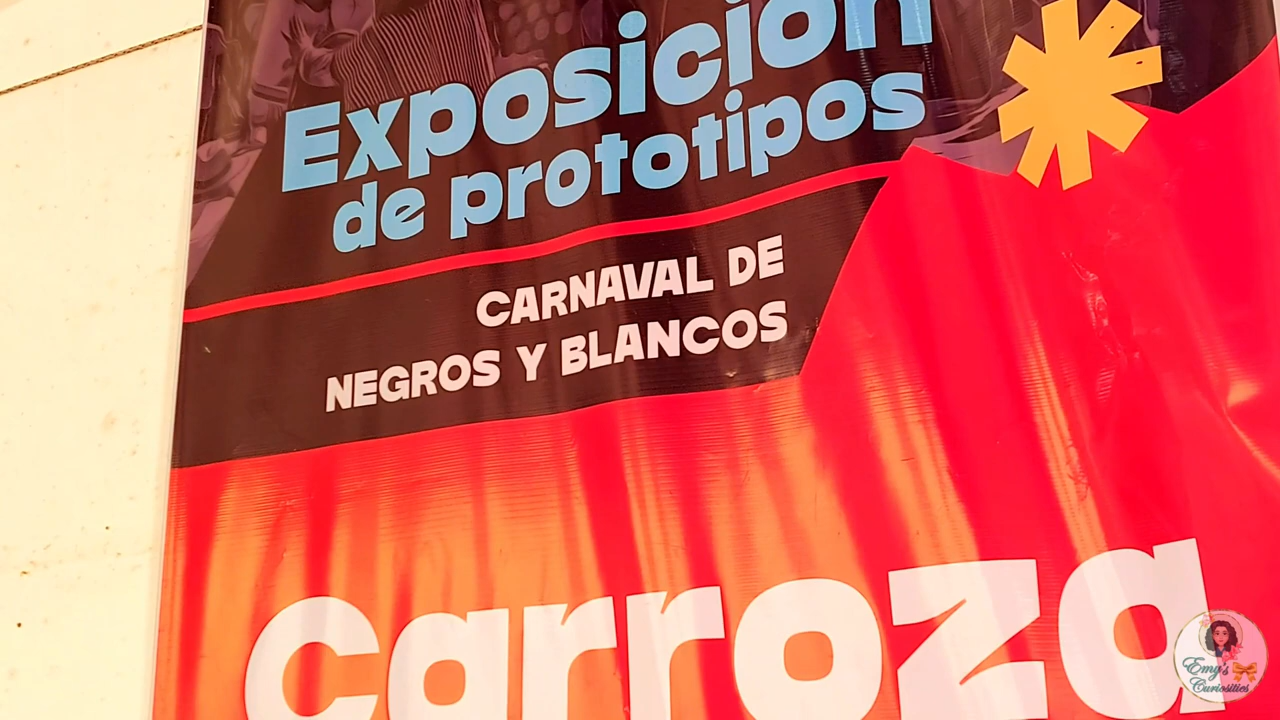 Exposición
de prototipos
CARNAVAL DE
NEGROS Y BLANCOS
carroza
Emy's
Curiosities